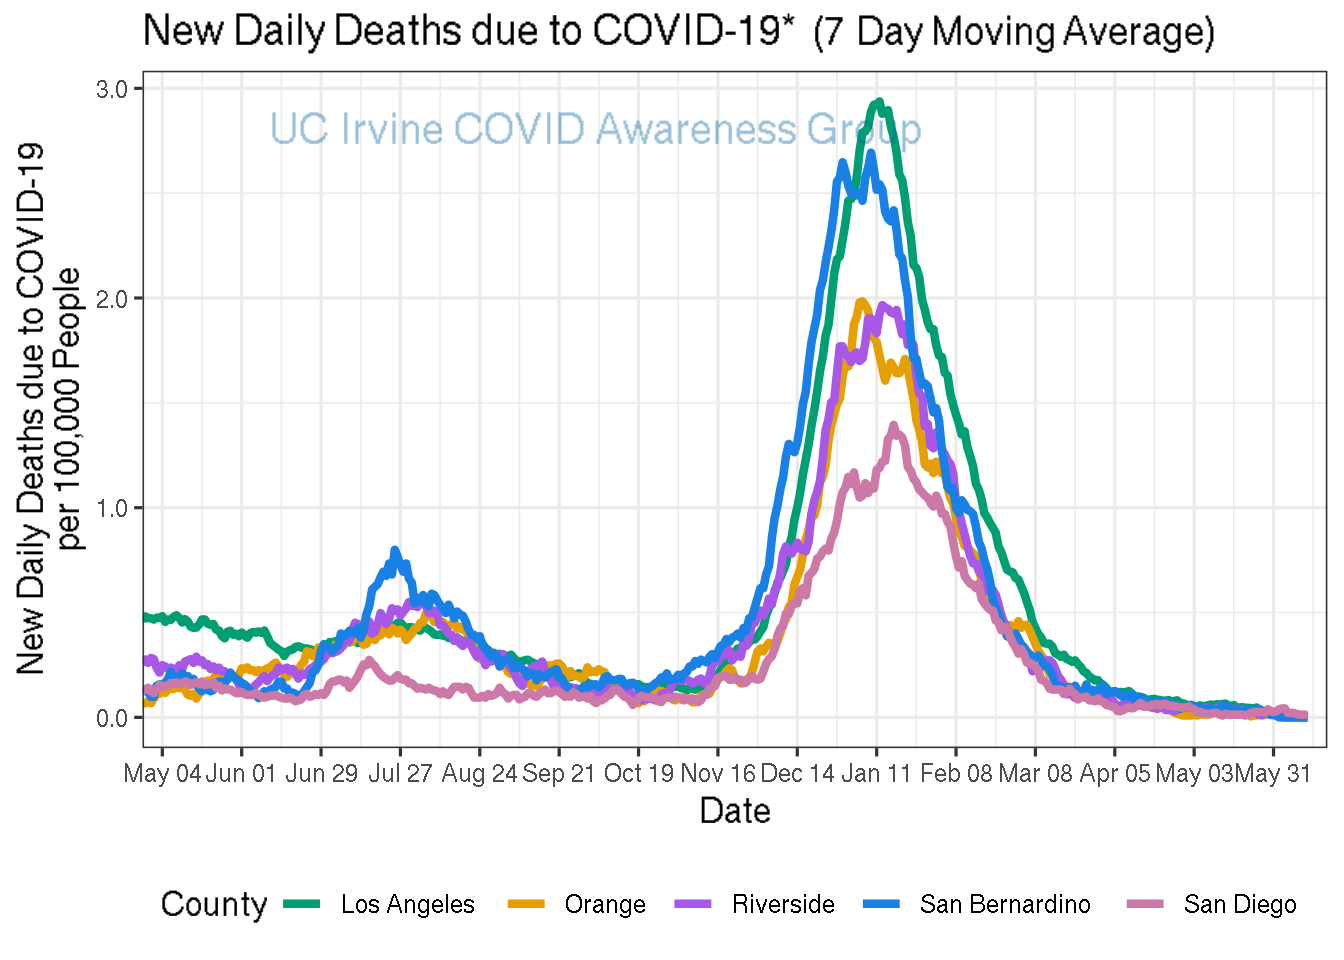 New Daily Deaths due to COVID-19* (7 Day Moving Average)
UC Irvine COVID Awareness Group
New Daily Deaths due to COVID-19
per 100,000 People
3.0
2.0
1.0
0.0
May 04 Jun 01 Jun 29 Jul 27 Aug 24 Sep 21 Oct 19 Nov 16 Dec 14 Jan 11 Feb 08 Mar 08 Apr 05 May 03 May 31
Date
County Los Angeles Orange Riverside San Bernardino San Diego